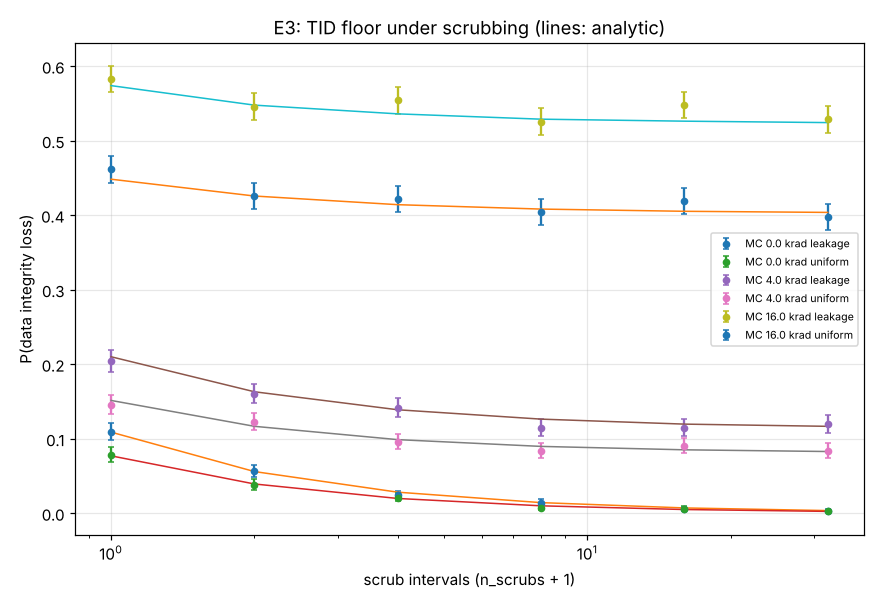 E3: TID floor under scrubbing (lines: analytic)
P(data integrity loss)
0.6
0.5
0.4
0.3
0.2
0.1
0.0
MC 0.0 krad leakage
MC 0.0 krad uniform
MC 4.0 krad leakage
MC 4.0 krad uniform
MC 16.0 krad leakage
MC 16.0 krad uniform
10⁰ 10¹
scrub intervals (n_scrubs + 1)